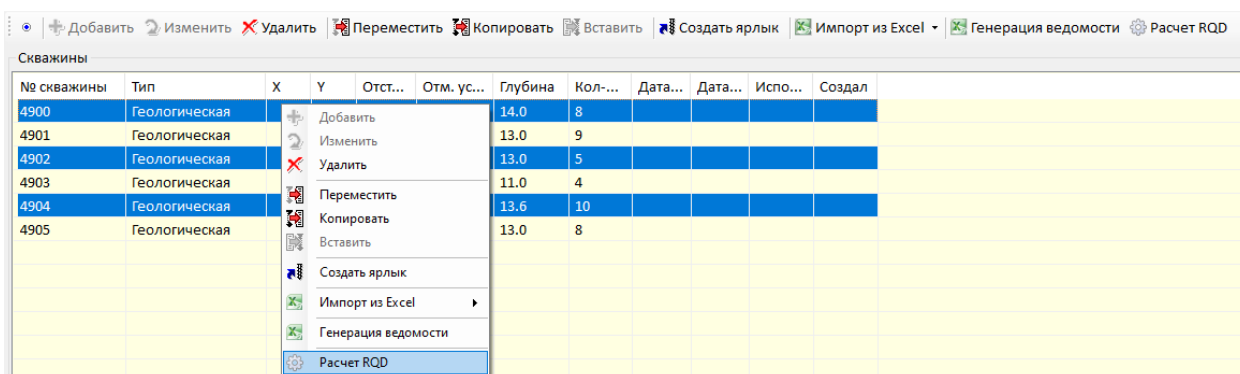 Добавить Изменить Удалить Переместить Копировать Вставить Создать ярлык Импорт из Excel Генерация ведомости Расчет RQD
Скважины
№ скважины Тип X Y Отст... Отм. ус... Глубина Кол-... Дата... Дата... Испо... Создал
4900 Геологическая 14.0 8
4901 Геологическая 13.0 9
4902 Геологическая 13.0 5
4903 Геологическая 11.0 4
4904 Геологическая 13.6 10
4905 Геологическая 13.0 8
Добавить
Изменить
Удалить
Переместить
Копировать
Вставить
Создать ярлык
Импорт из Excel
Генерация ведомости
Расчет RQD